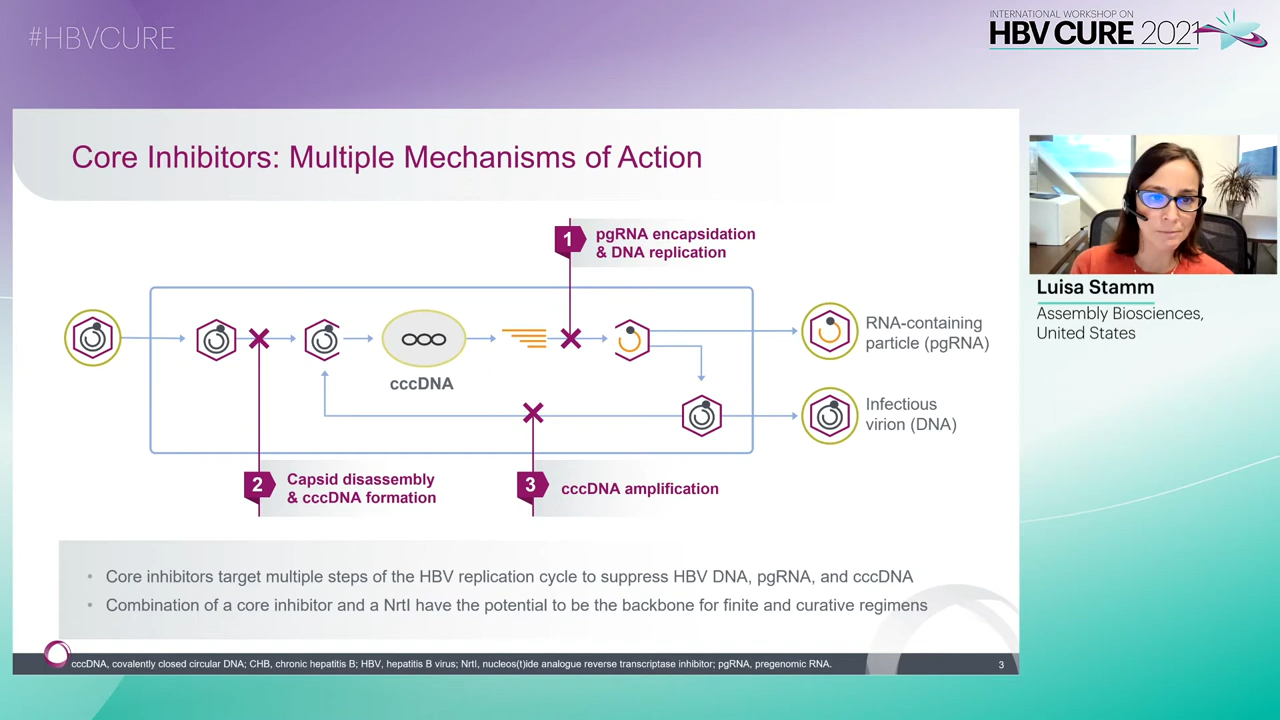 #HBVCURE
INTERNATIONAL WORKSHOP ON
HBV CURE 2021
Core Inhibitors: Multiple Mechanisms of Action
1
pgRNA encapsidation
& DNA replication
cccDNA
RNA-containing
particle (pgRNA)
Infectious
virion (DNA)
2
Capsid disassembly
& cccDNA formation
3
cccDNA amplification
• Core inhibitors target multiple steps of the HBV replication cycle to suppress HBV DNA, pgRNA, and cccDNA
• Combination of a core inhibitor and a NrtI have the potential to be the backbone for finite and curative regimens
cccDNA, covalently closed circular DNA; CHB, chronic hepatitis B; HBV, hepatitis B virus; NrtI, nucleos(t)ide analogue reverse transcriptase inhibitor; pgRNA, pregenomic RNA.
3
Luisa Stamm
Assembly Biosciences,
United States